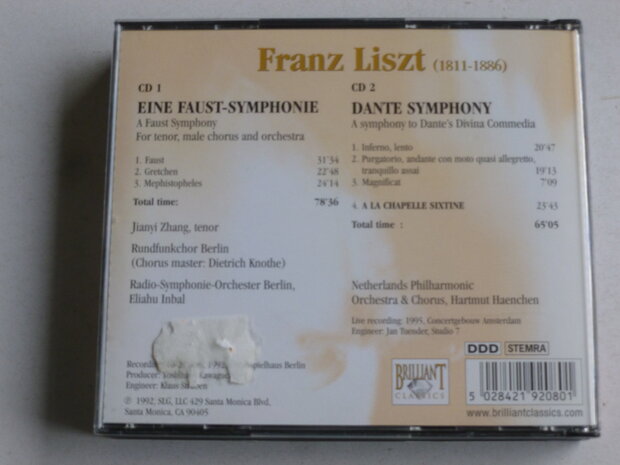 Franz Liszt (1811-1886)
CD 1
EINE FAUST-SYMPHONIE
A Faust Symphony
For tenor, male chorus and orchestra
1. Faust 31'34
2. Gretchen 22'48
3. Mephistopheles 24'14
Total time: 78'36
Jianyi Zhang, tenor
Rundfunkchor Berlin
(Chorus master: Dietrich Knothe)
Radio-Symphonie-Orchester Berlin,
Eliahu Inbal
Producer:
Engineer: Klaus
℗ 1992, SLG, LLC 429 Santa Monica Blvd,
Santa Monica, CA 90405
CD 2
DANTE SYMPHONY
A symphony to Dante's Divina Commedia
1. Inferno, lento 20'47
2. Purgatorio, andante con moto quasi allegretto,
tranquillo assai 19'13
3. Magnificat 7'09
4. A LA CHAPELLE SIXTINE 23'43
Total time : 65'05
Netherlands Philharmonic
Orchestra & Chorus, Hartmut Haenchen
Live recording: 1995, Concertgebouw Amsterdam
Engineer: Jan Tuender, Studio 7
BRILLIANT
CLASSICS
DDD STEMRA
5 028421 920801
www.brilliantclassics.com